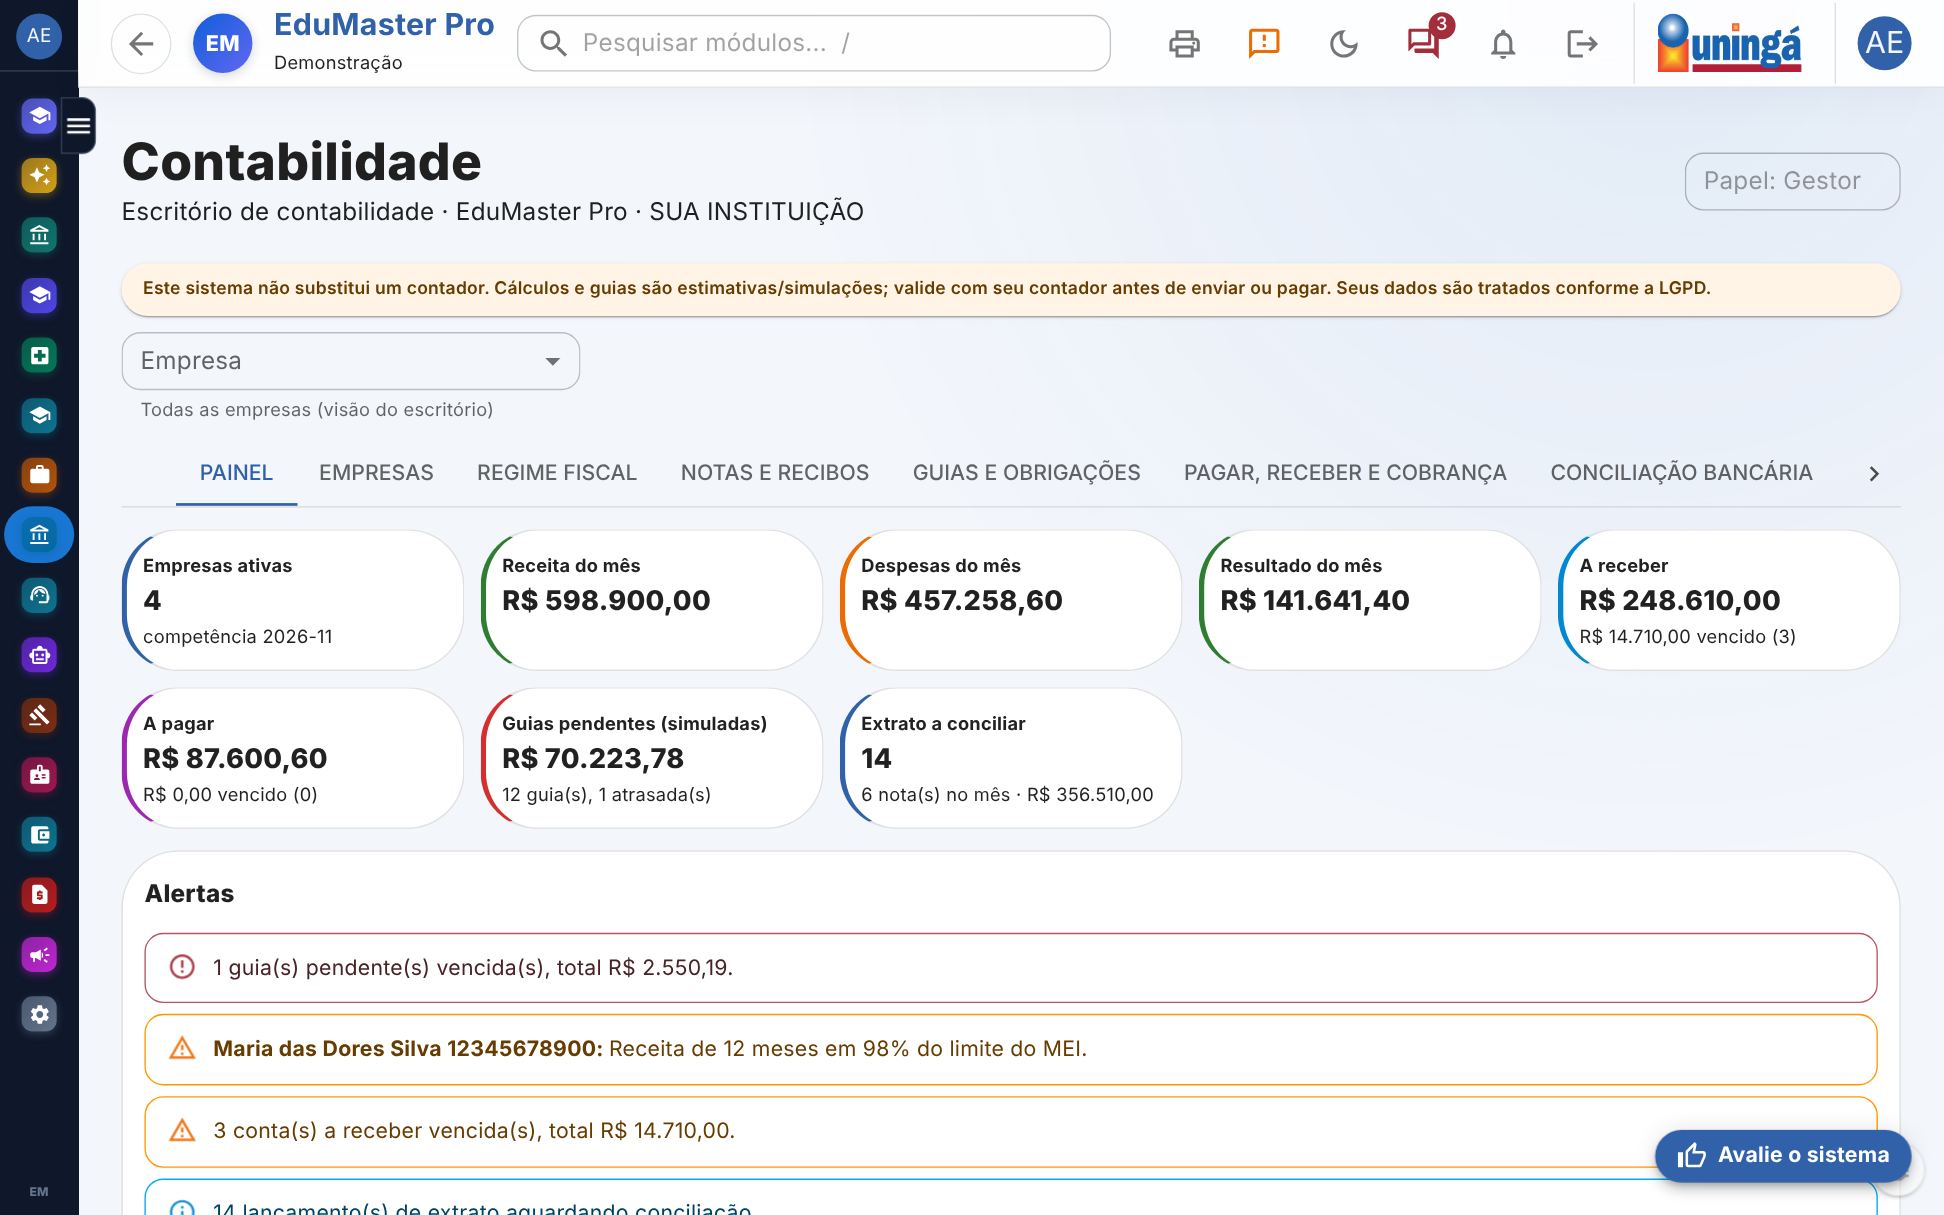 AE
EM
EduMaster Pro
Demonstração
Pesquisar módulos... /
3
uningá
AE
Contabilidade
Escritório de contabilidade · EduMaster Pro · SUA INSTITUIÇÃO
Papel: Gestor
Este sistema não substitui um contador. Cálculos e guias são estimativas/simulações; valide com seu contador antes de enviar ou pagar. Seus dados são tratados conforme a LGPD.
Empresa
Todas as empresas (visão do escritório)
PAINEL EMPRESAS REGIME FISCAL NOTAS E RECIBOS GUIAS E OBRIGAÇÕES PAGAR, RECEBER E COBRANÇA CONCILIAÇÃO BANCÁRIA
Empresas ativas
4
competência 2026-11
Receita do mês
R$ 598.900,00
Despesas do mês
R$ 457.258,60
Resultado do mês
R$ 141.641,40
A receber
R$ 248.610,00
R$ 14.710,00 vencido (3)
A pagar
R$ 87.600,60
R$ 0,00 vencido (0)
Guias pendentes (simuladas)
R$ 70.223,78
12 guia(s), 1 atrasada(s)
Extrato a conciliar
14
6 nota(s) no mês · R$ 356.510,00
Alertas
1 guia(s) pendente(s) vencida(s), total R$ 2.550,19.
Maria das Dores Silva 12345678900: Receita de 12 meses em 98% do limite do MEI.
3 conta(s) a receber vencida(s), total R$ 14.710,00.
Avalie o sistema
14 lançamento(s) de extrato aguardando conciliação
EM